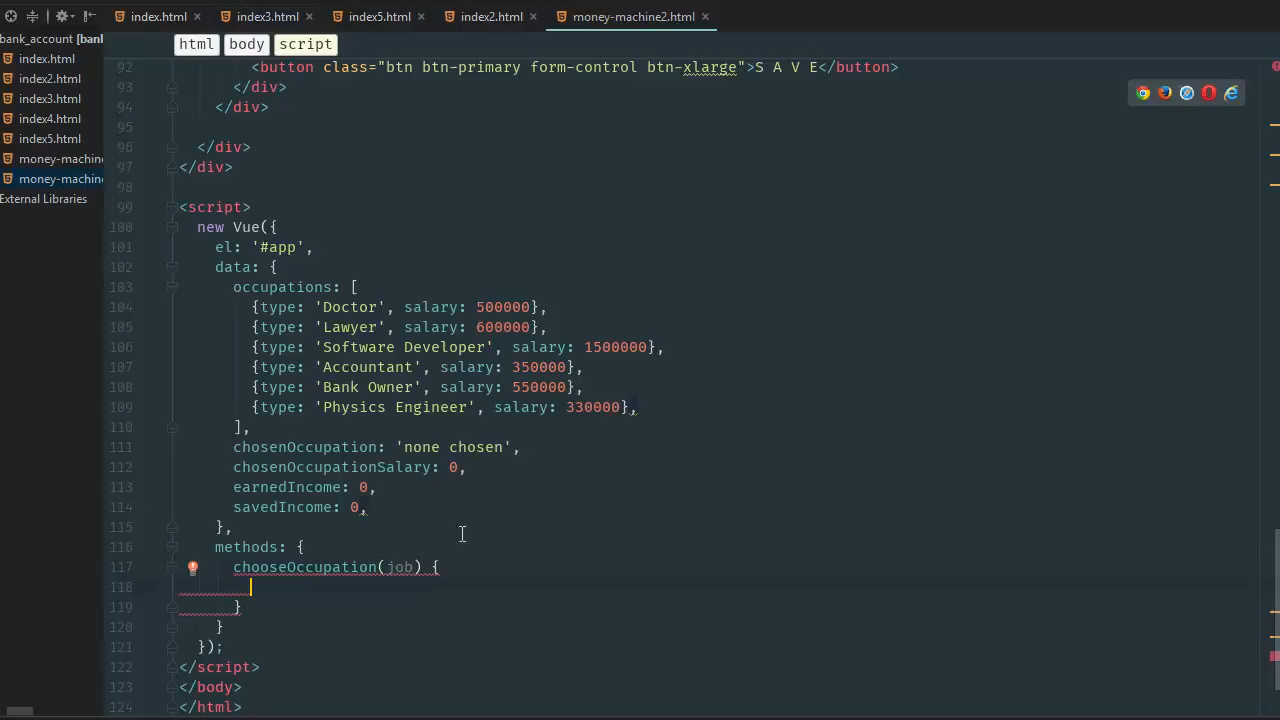 index.html index3.html index5.html index2.html money-machine2.html
bank_account [bank
index.html
index2.html
index3.html
index4.html
index5.html
money-machine
money-machine
External Libraries
html body script
92 <button class="btn btn-primary form-control btn-xlarge">S A V E</button>
93 </div>
94 </div>
95
96 </div>
97 </div>
98
99 <script>
100 new Vue({
101 el: '#app',
102 data: {
103 occupations: [
104 {type: 'Doctor', salary: 500000},
105 {type: 'Lawyer', salary: 600000},
106 {type: 'Software Developer', salary: 1500000},
107 {type: 'Accountant', salary: 350000},
108 {type: 'Bank Owner', salary: 550000},
109 {type: 'Physics Engineer', salary: 330000},
110 ],
111 chosenOccupation: 'none chosen',
112 chosenOccupationSalary: 0,
113 earnedIncome: 0,
114 savedIncome: 0,
115 },
116 methods: {
117 chooseOccupation(job) {
118
119 }
120 }
121 });
122 </script>
123 </body>
124 </html>